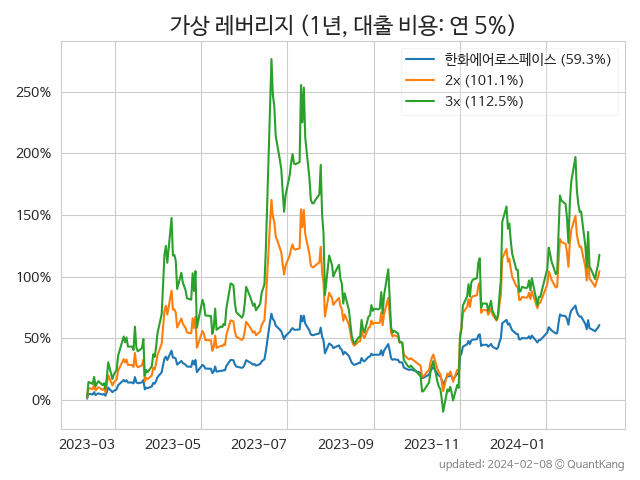 가상 레버리지 (1년, 대출 비용: 연 5%)
한화에어로스페이스 (59.3%)
2x (101.1%)
3x (112.5%)
250%
200%
150%
100%
50%
0%
2023-03
2023-05
2023-07
2023-09
2023-11
2024-01
updated: 2024-02-08 © QuantKang